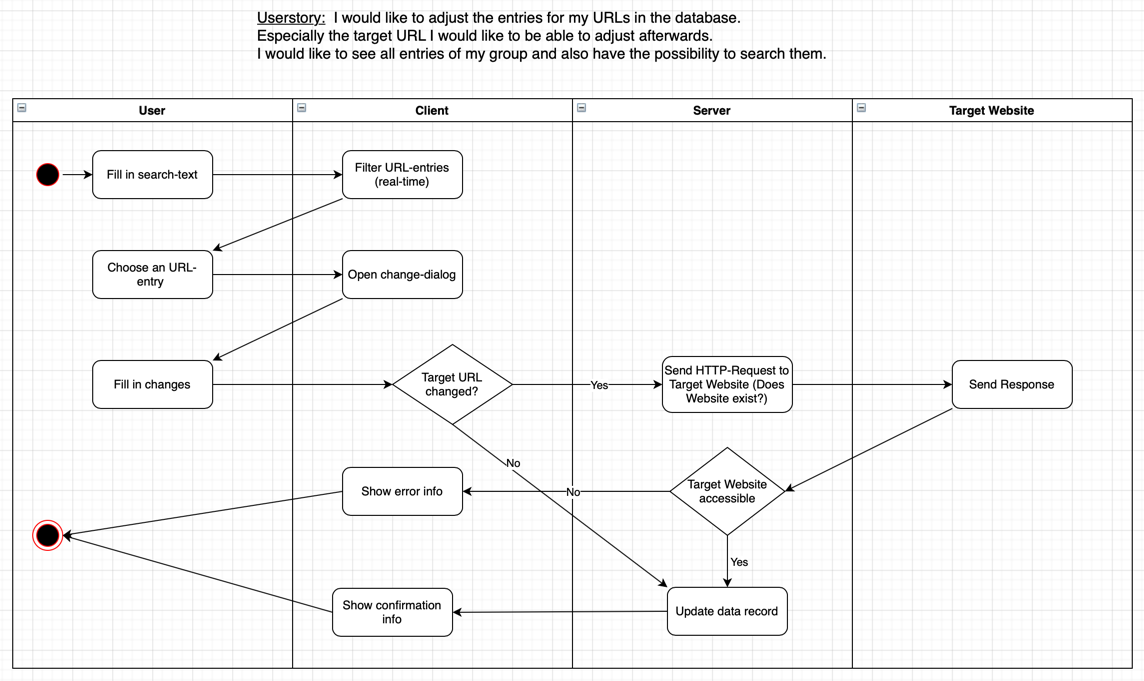 Userstory: I would like to adjust the entries for my URLs in the database.
Especially the target URL I would like to be able to adjust afterwards.
I would like to see all entries of my group and also have the possibility to search them.
User
Client
Server
Target Website
Fill in search-text
Filter URL-entries
(real-time)
Choose an URL-
entry
Open change-dialog
Fill in changes
Target URL
changed?
Yes
Send HTTP-Request to
Target Website (Does
Website exist?)
Send Response
No
Show error info
No
Target Website
accessible
Yes
Show confirmation
info
Update data record